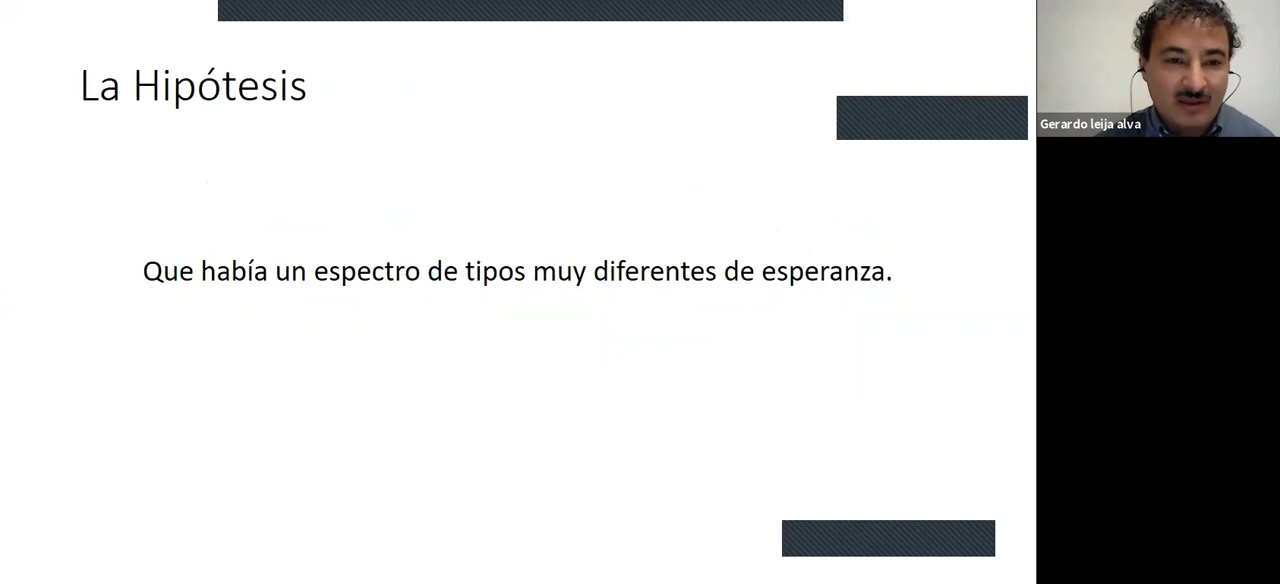 La Hipótesis
Gerardo leija alva
Que había un espectro de tipos muy diferentes de esperanza.